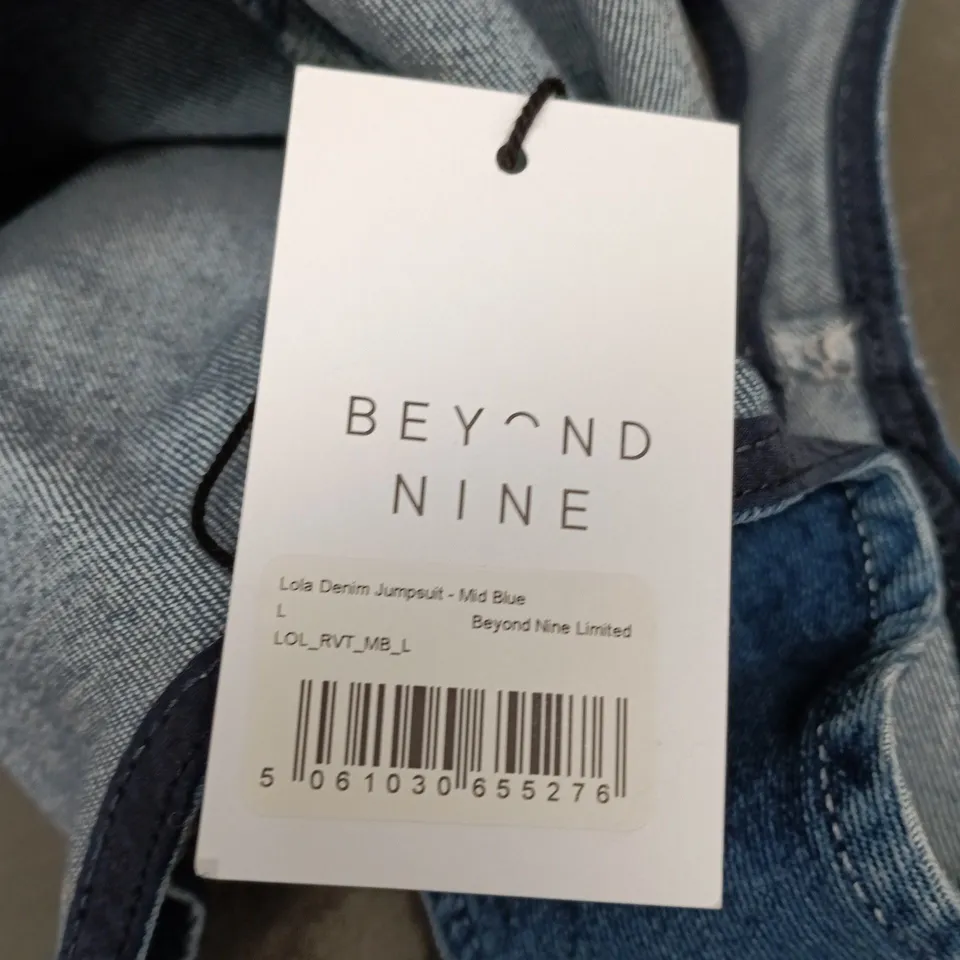 BEYOND
NINE
Lola Denim Jumpsuit - Mid Blue
L
Beyond Nine Limited
LOL_RVT_MB_L
5 061030 655276